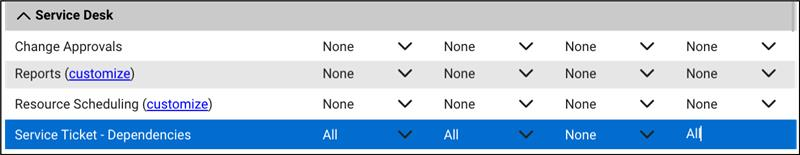 Service Desk
Change Approvals None None None None
Reports (customize) None None None None
Resource Scheduling (customize) None None None None
Service Ticket - Dependencies All All None All